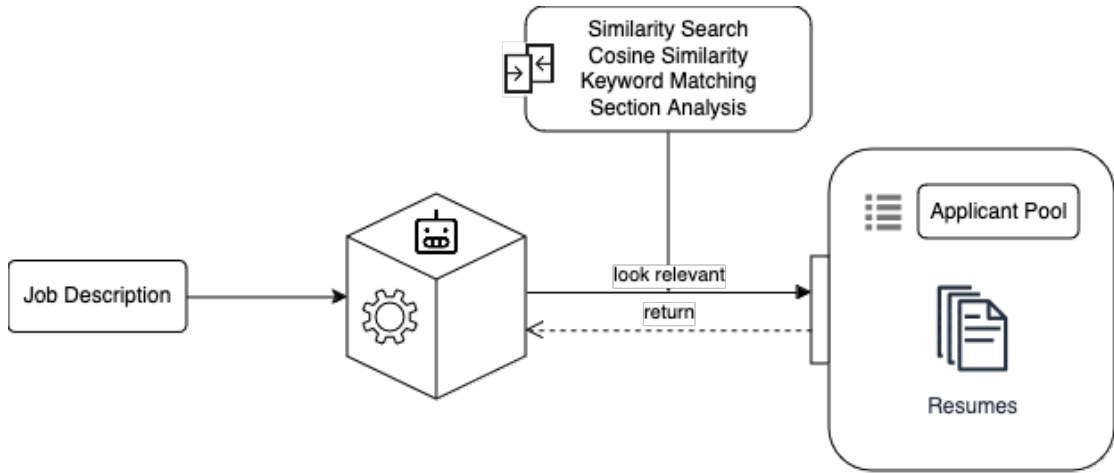 Similarity Search
Cosine Similarity
Keyword Matching
Section Analysis
Applicant Pool
Job Description
look relevant
return
Resumes